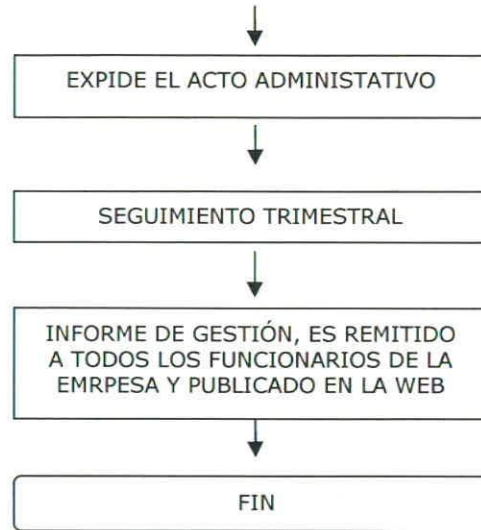 EXPIDE EL ACTO ADMINISTATIVO
SEGUIMIENTO TRIMESTRAL
INFORME DE GESTIÓN, ES REMITIDO
A TODOS LOS FUNCIONARIOS DE LA
EMRPESA Y PUBLICADO EN LA WEB
FIN